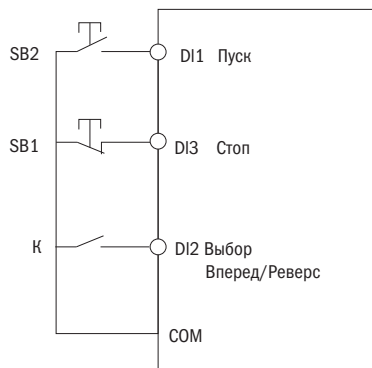 SB2 DI1 Пуск
SB1 DI3 Стоп
К DI2 Выбор
Вперед/Реверс
COM